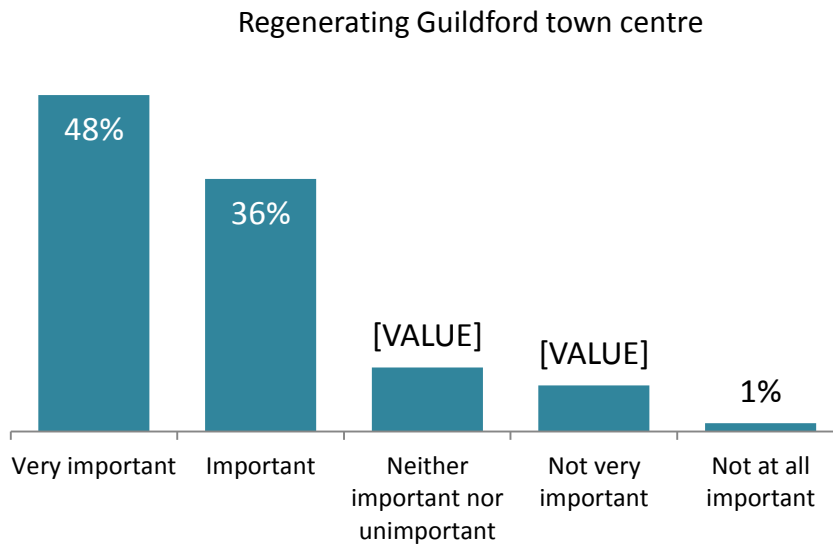 Regenerating Guildford town centre
48%
36%
[VALUE]
[VALUE]
1%
Very important
Important
Neither
important nor
unimportant
Not very
important
Not at all
important